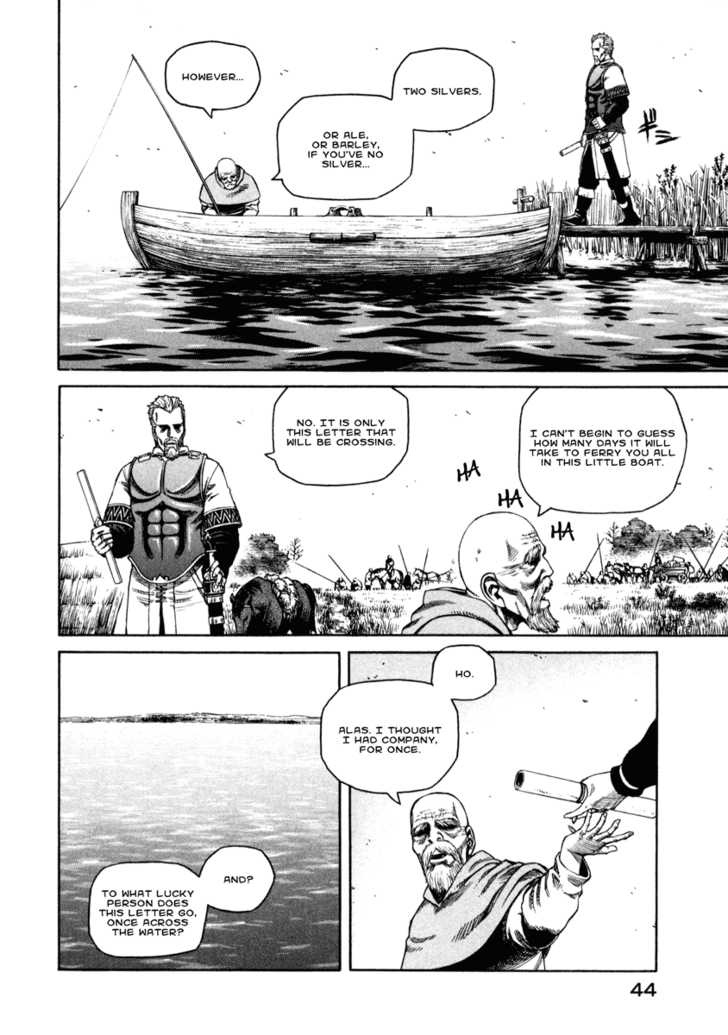 TWO SILVERS.
OR ALE,
OR BARLEY,
IF YOU'VE NO
SILVER...
HOWEVER...
ドシ
I CAN'T BEGIN TO GUESS
HOW MANY DAYS IT WILL
TAKE TO FERRY YOU ALL
IN THIS LITTLE BOAT.
HA
HA
HA
NO. IT IS ONLY
THIS LETTER THAT
WILL BE CROSSING.
HO.
ALAS. I THOUGHT
I HAD COMPANY,
FOR ONCE.
AND?
TO WHAT LUCKY
PERSON DOES
THIS LETTER GO,
ONCE ACROSS
THE WATER?
44